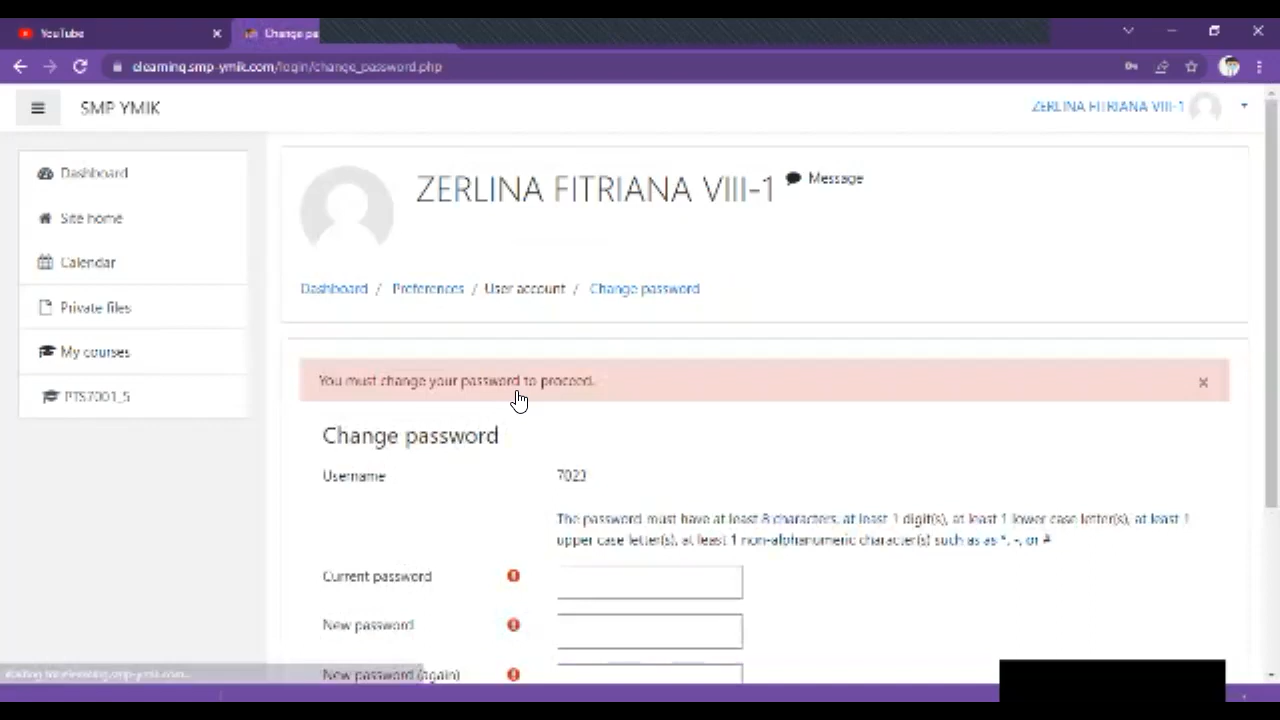 YouTube
Change pa
elearning.smp-ymik.com/login/change_password.php
SMP YMIK
ZERLINA FITRIANA VIII-1
Dashboard
Site home
Calendar
Private files
My courses
PTS7001_5
ZERLINA FITRIANA VIII-1
Message
Dashboard / Preferences / User account / Change password
You must change your password to proceed.
Change password
Username 7023
The password must have at least 8 characters, at least 1 digit(s), at least 1 lower case letter(s), at least 1
upper case letter(s), at least 1 non-alphanumeric character(s) such as as *, -, or #
Current password
New password
New password (again)